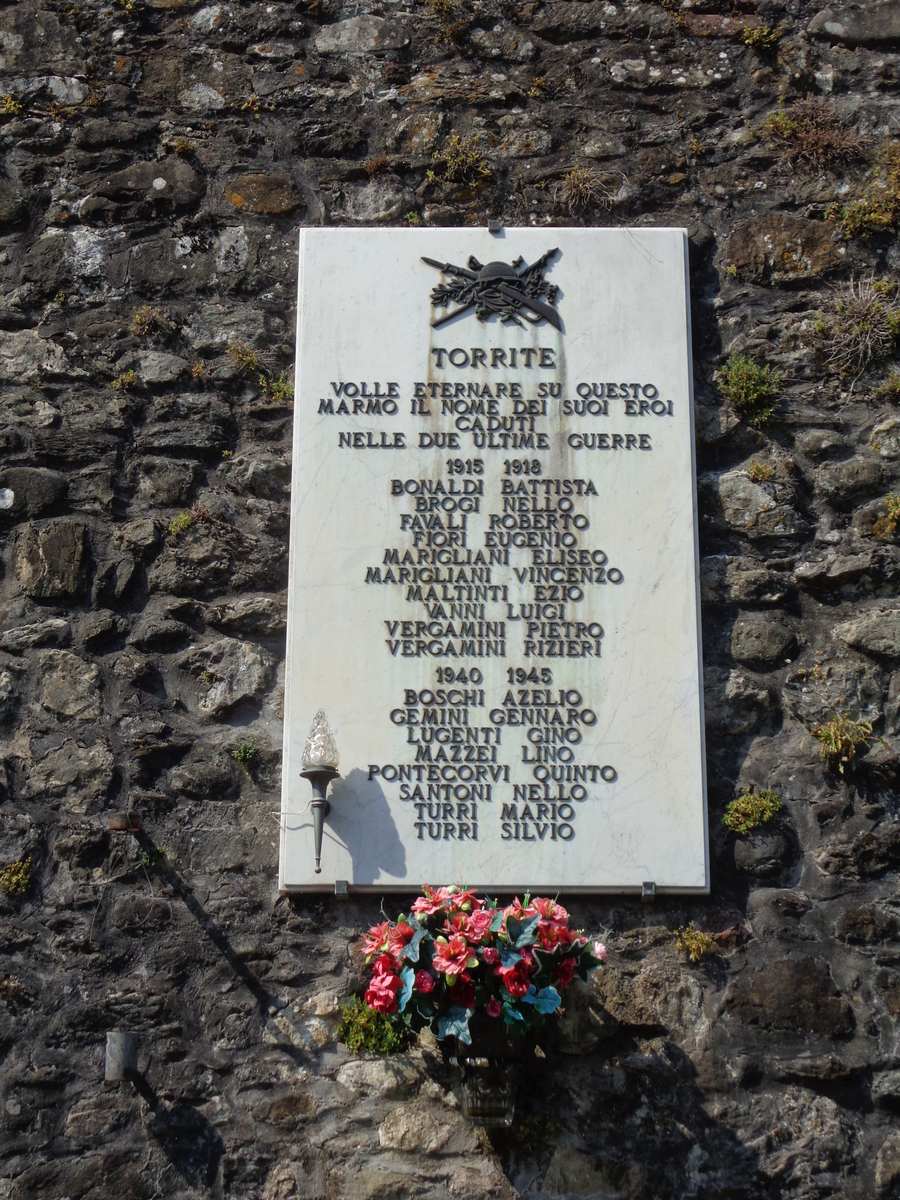 TORRITE
VOLLE ETERNARE SU QUESTO
MARMO IL NOME DEI SUOI EROI
CADUTI
NELLE DUE ULTIME GUERRE
1915 1918
BONALDI BATTISTA
BROGI NELLO
FAVALI ROBERTO
FIORI EUGENIO
MARIGLIANI ELISEO
MARIGLIANI VINCENZO
MALTINTI EZIO
VANNI LUIGI
VERGAMINI PIETRO
VERGAMINI RIZIERI
1940 1945
BOSCHI AZELIO
GEMINI GENNARO
LUGENTI GINO
MAZZEI LINO
PONTECORVI QUINTO
SANTONI NELLO
TURRI MARIO
TURRI SILVIO